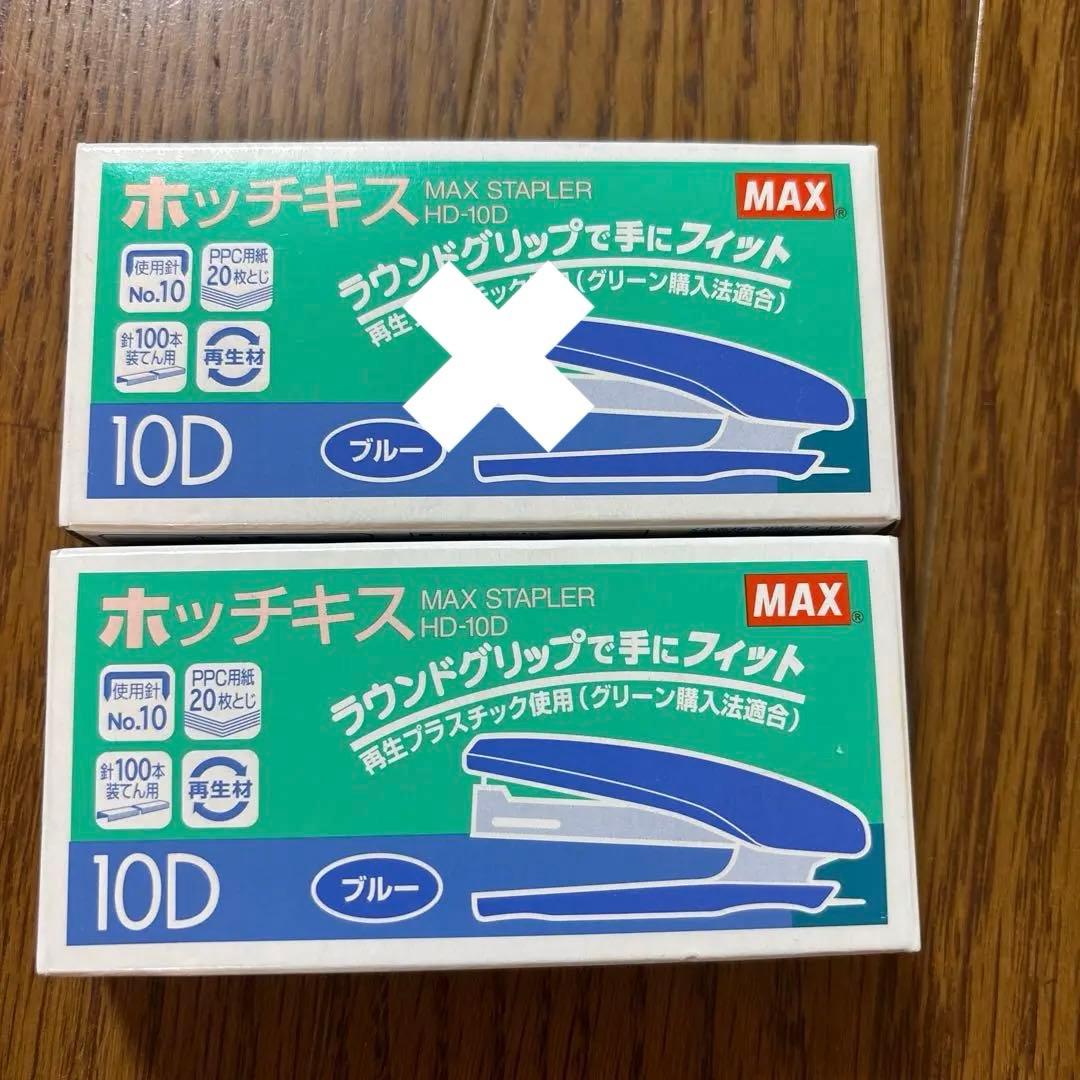 ホッチキス
MAX STAPLER
HD-10D
MAX
®
ラウンドグリップで手にフィット
再生 チック 用(グリーン購入法適合)
使用針
No.10
PPC用紙
20枚とじ
針100本
装てん用
再生材
10D
ブルー
ホッチキス
MAX STAPLER
HD-10D
MAX
®
ラウンドグリップで手にフィット
再生プラスチック使用(グリーン購入法適合)
使用針
No.10
PPC用紙
20枚とじ
針100本
装てん用
再生材
10D
ブルー